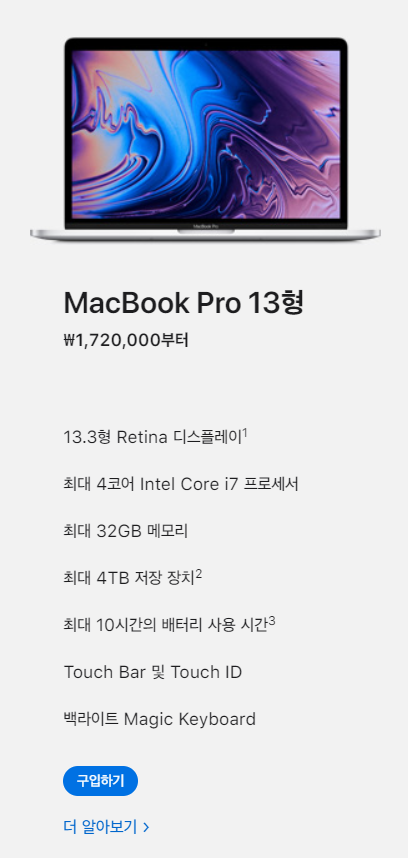 MacBook Pro
MacBook Pro 13형
₩1,720,000부터
13.3형 Retina 디스플레이1
최대 4코어 Intel Core i7 프로세서
최대 32GB 메모리
최대 4TB 저장 장치2
최대 10시간의 배터리 사용 시간3
Touch Bar 및 Touch ID
백라이트 Magic Keyboard
구입하기
더 알아보기 >